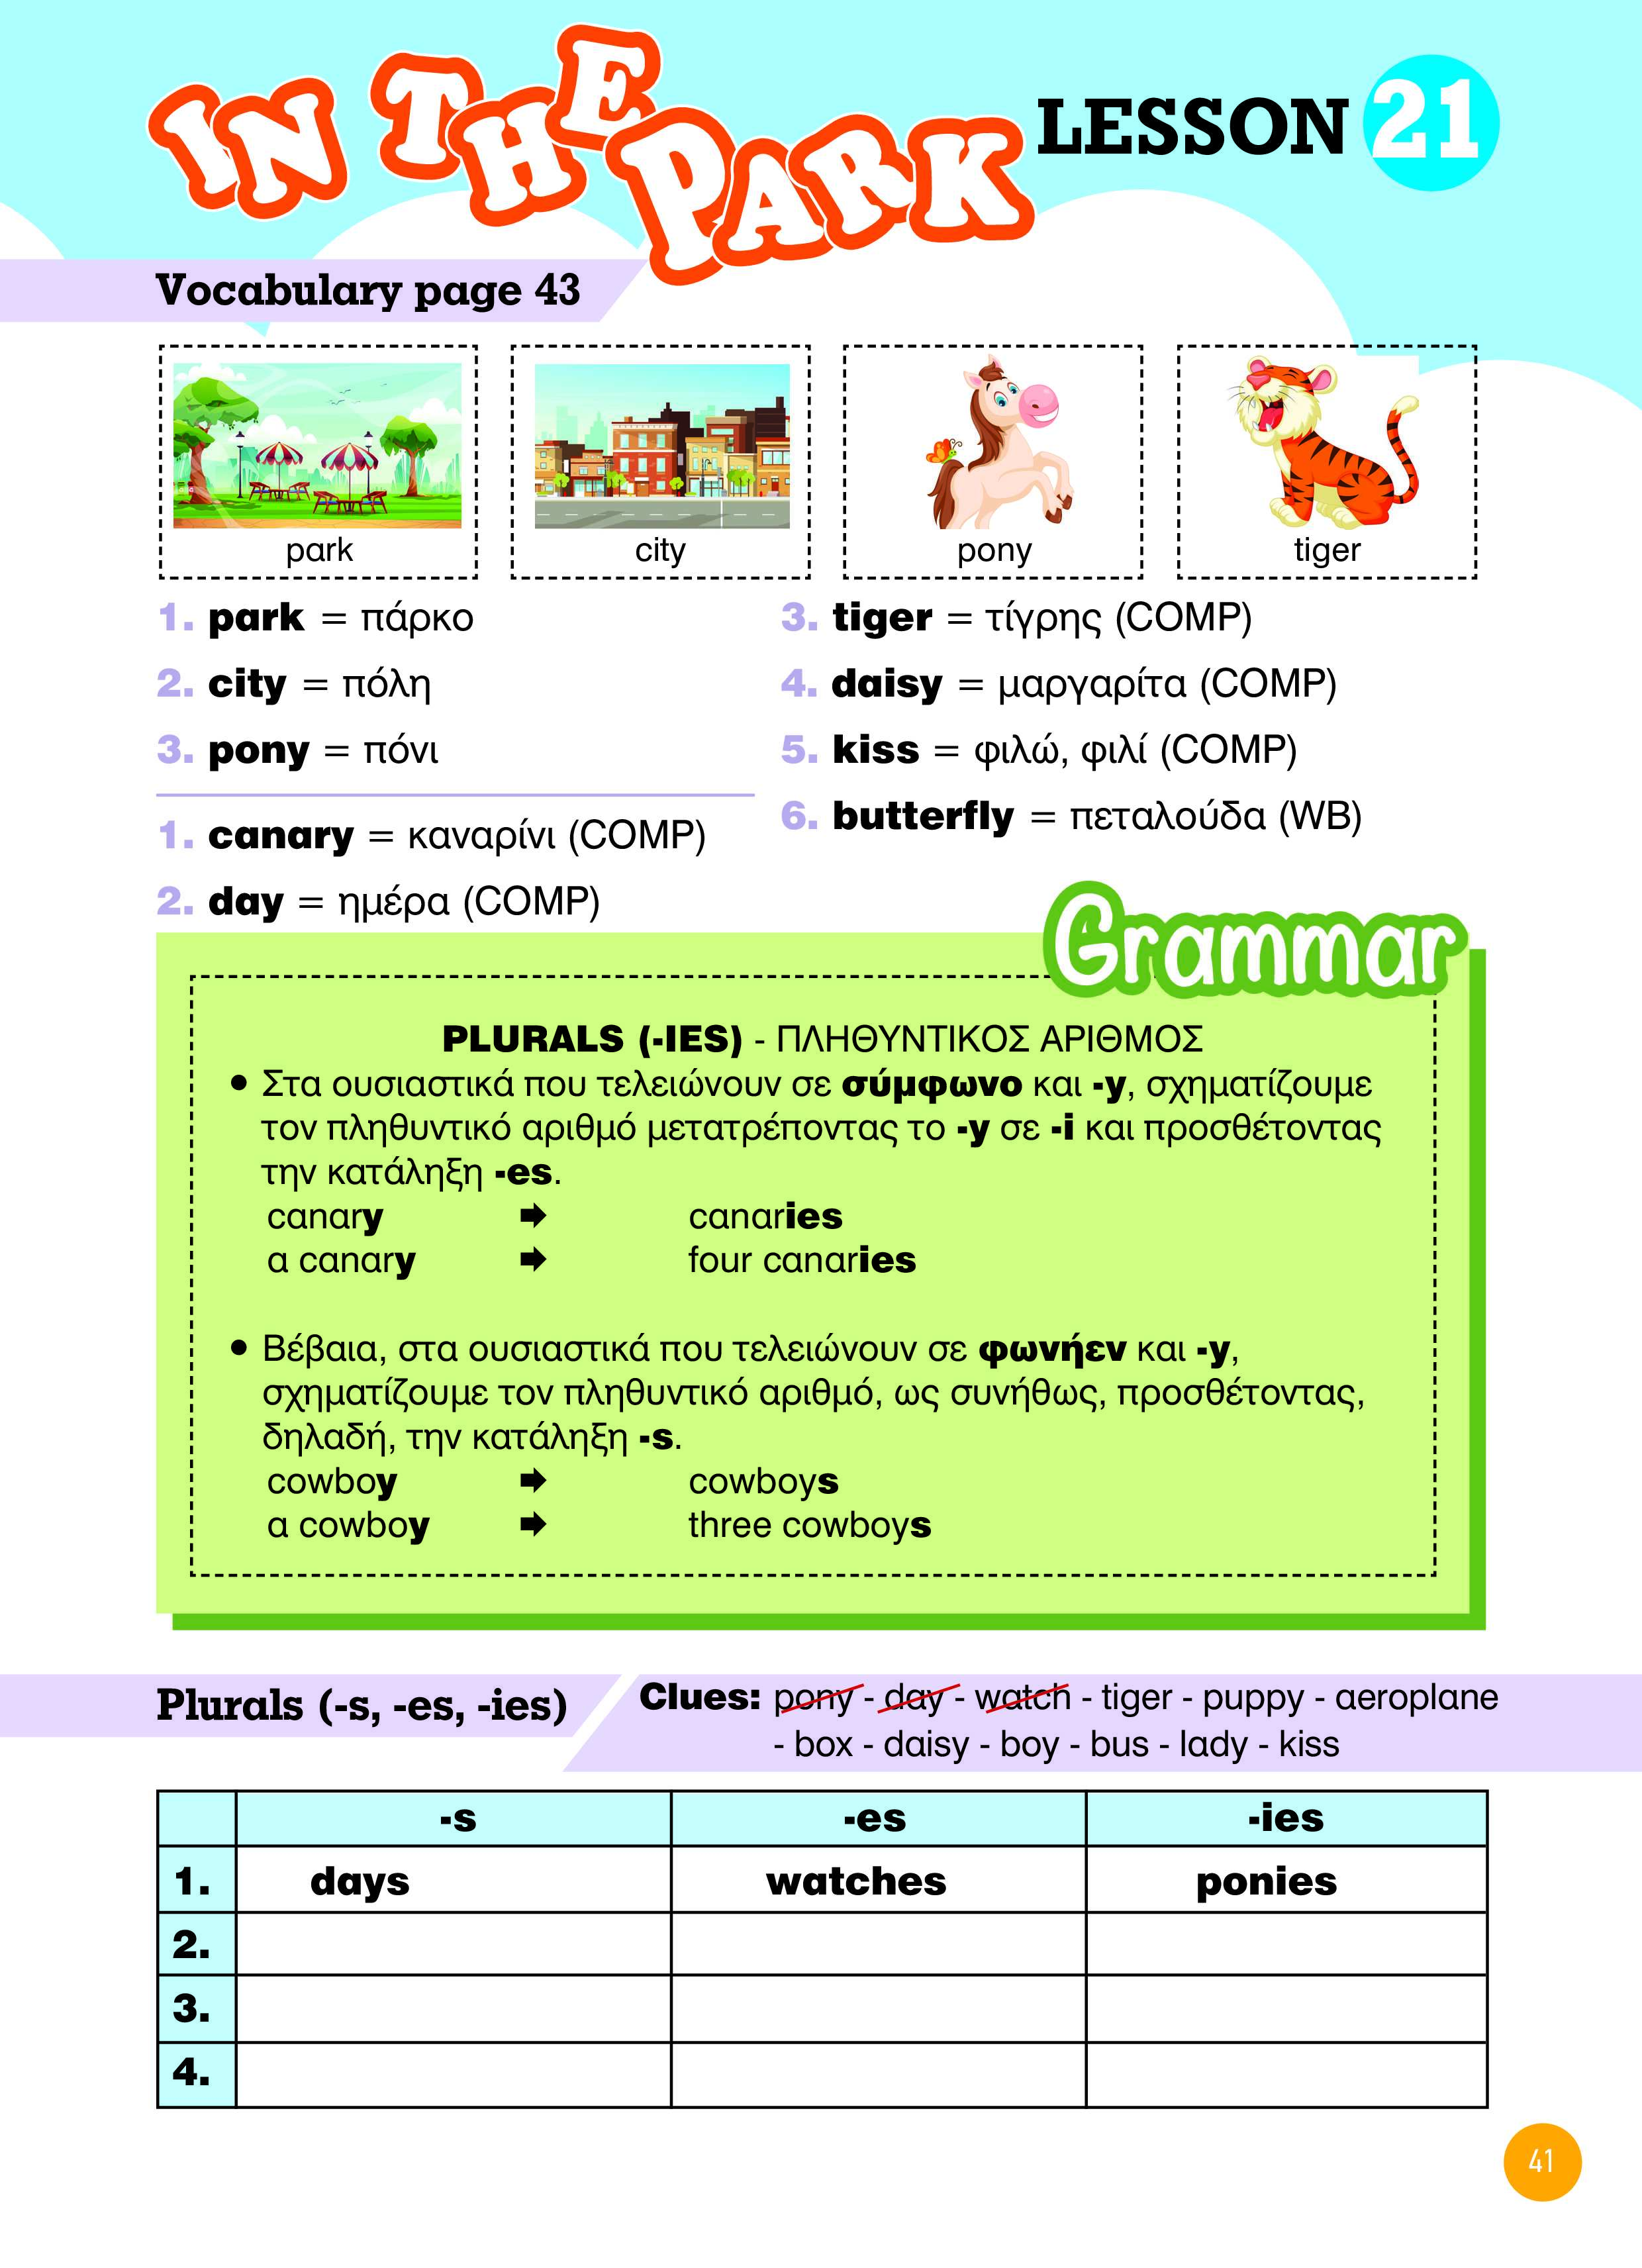 IN THE PARK
LESSON 21
Vocabulary page 43
park city pony tiger
1. park = πάρκο
2. city = πόλη
3. pony = πόνι
1. canary = καναρίνι (COMP)
2. day = ημέρα (COMP)
3. tiger = τίγρης (COMP)
4. daisy = μαργαρίτα (COMP)
5. kiss = φιλώ, φιλί (COMP)
6. butterfly = πεταλούδα (WB)
Grammar
PLURALS (-IES) - ΠΛΗΘΥΝΤΙΚΟΣ ΑΡΙΘΜΟΣ
• Στα ουσιαστικά που τελειώνουν σε σύμφωνο και -y, σχηματίζουμε
τον πληθυντικό αριθμό μετατρέποντας το -y σε -i και προσθέτοντας
την κατάληξη -es.
canary ➡ canaries
a canary ➡ four canaries
• Βέβαια, στα ουσιαστικά που τελειώνουν σε φωνήεν και -y,
σχηματίζουμε τον πληθυντικό αριθμό, ως συνήθως, προσθέτοντας,
δηλαδή, την κατάληξη -s.
cowboy ➡ cowboys
a cowboy ➡ three cowboys
Plurals (-s, -es, -ies)
Clues: pony - day - watch - tiger - puppy - aeroplane
- box - daisy - boy - bus - lady - kiss
-s -es -ies
1. days watches ponies
2.
3.
4.
41